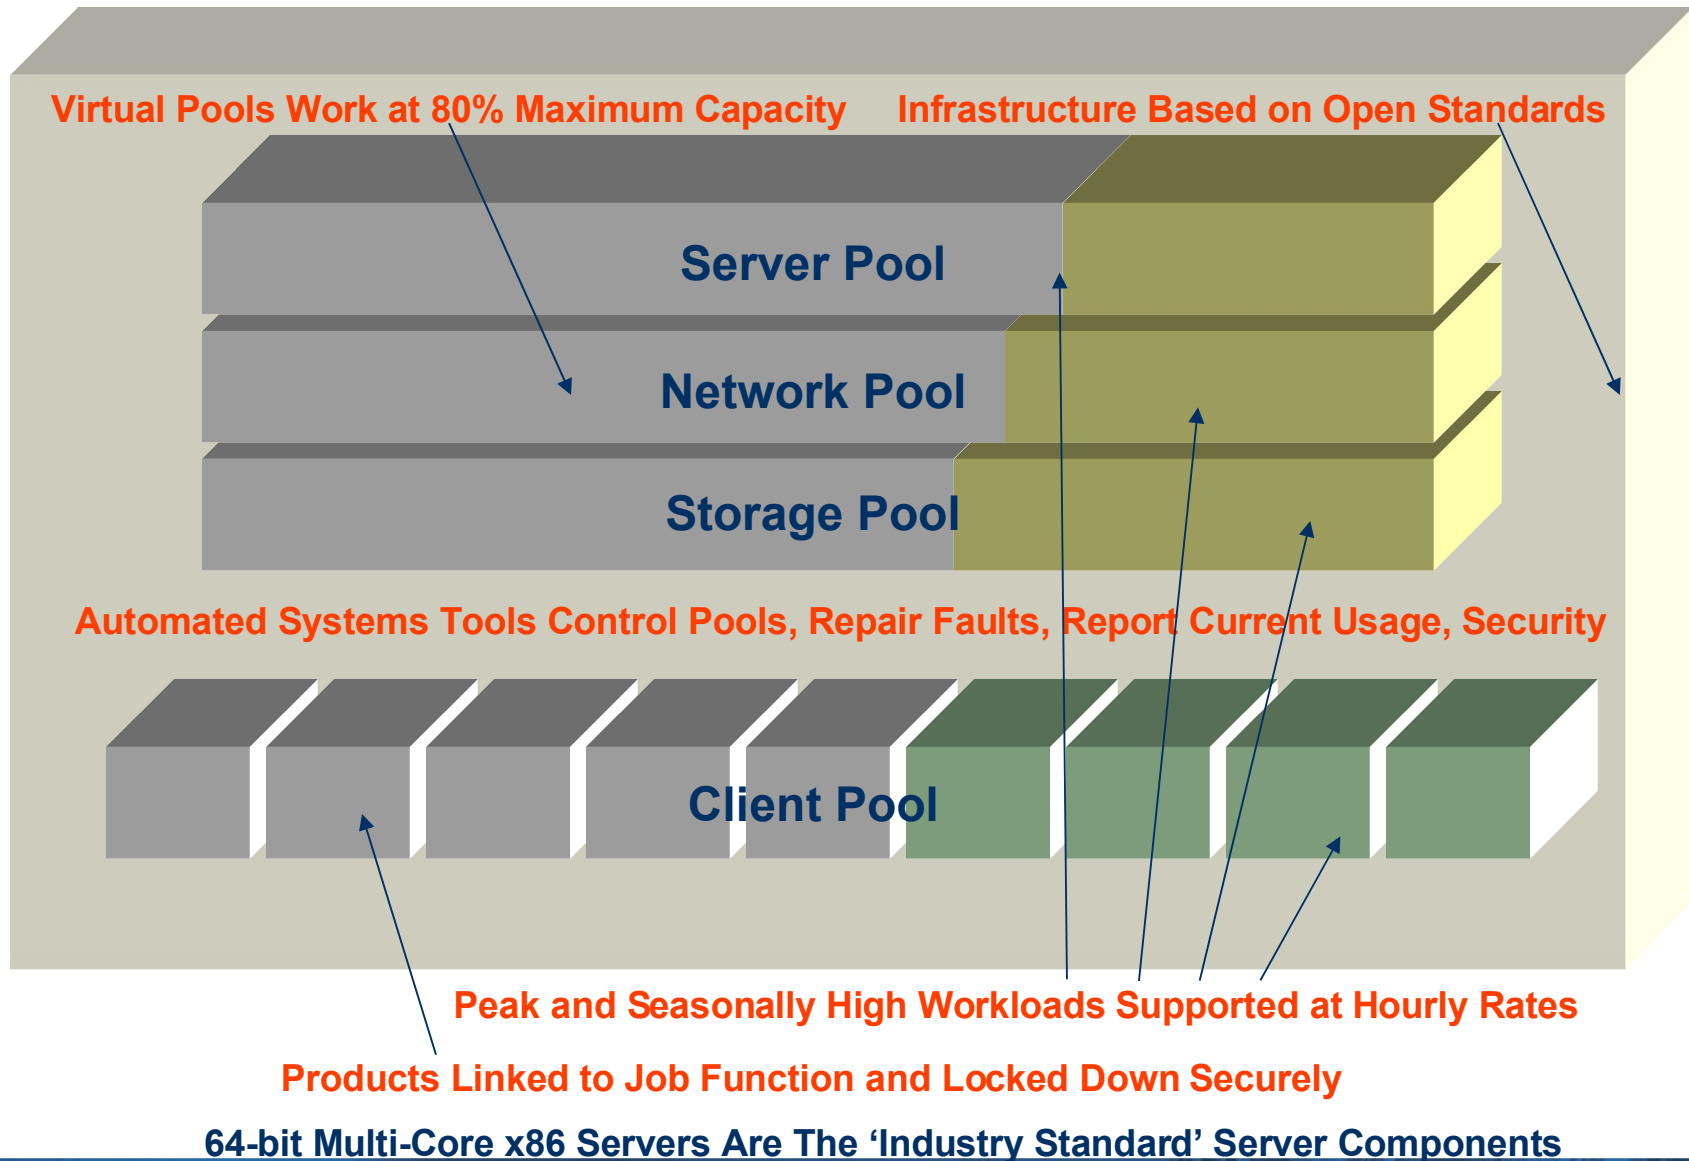 Virtual Pools Work at 80% Maximum Capacity
Infrastructure Based on Open Standards
Server Pool
Network Pool
Storage Pool
Automated Systems Tools Control Pools, Repair Faults, Report Current Usage, Security
Client Pool
Peak and Seasonally High Workloads Supported at Hourly Rates
Products Linked to Job Function and Locked Down Securely
64-bit Multi-Core x86 Servers Are The ‘Industry Standard’ Server Components